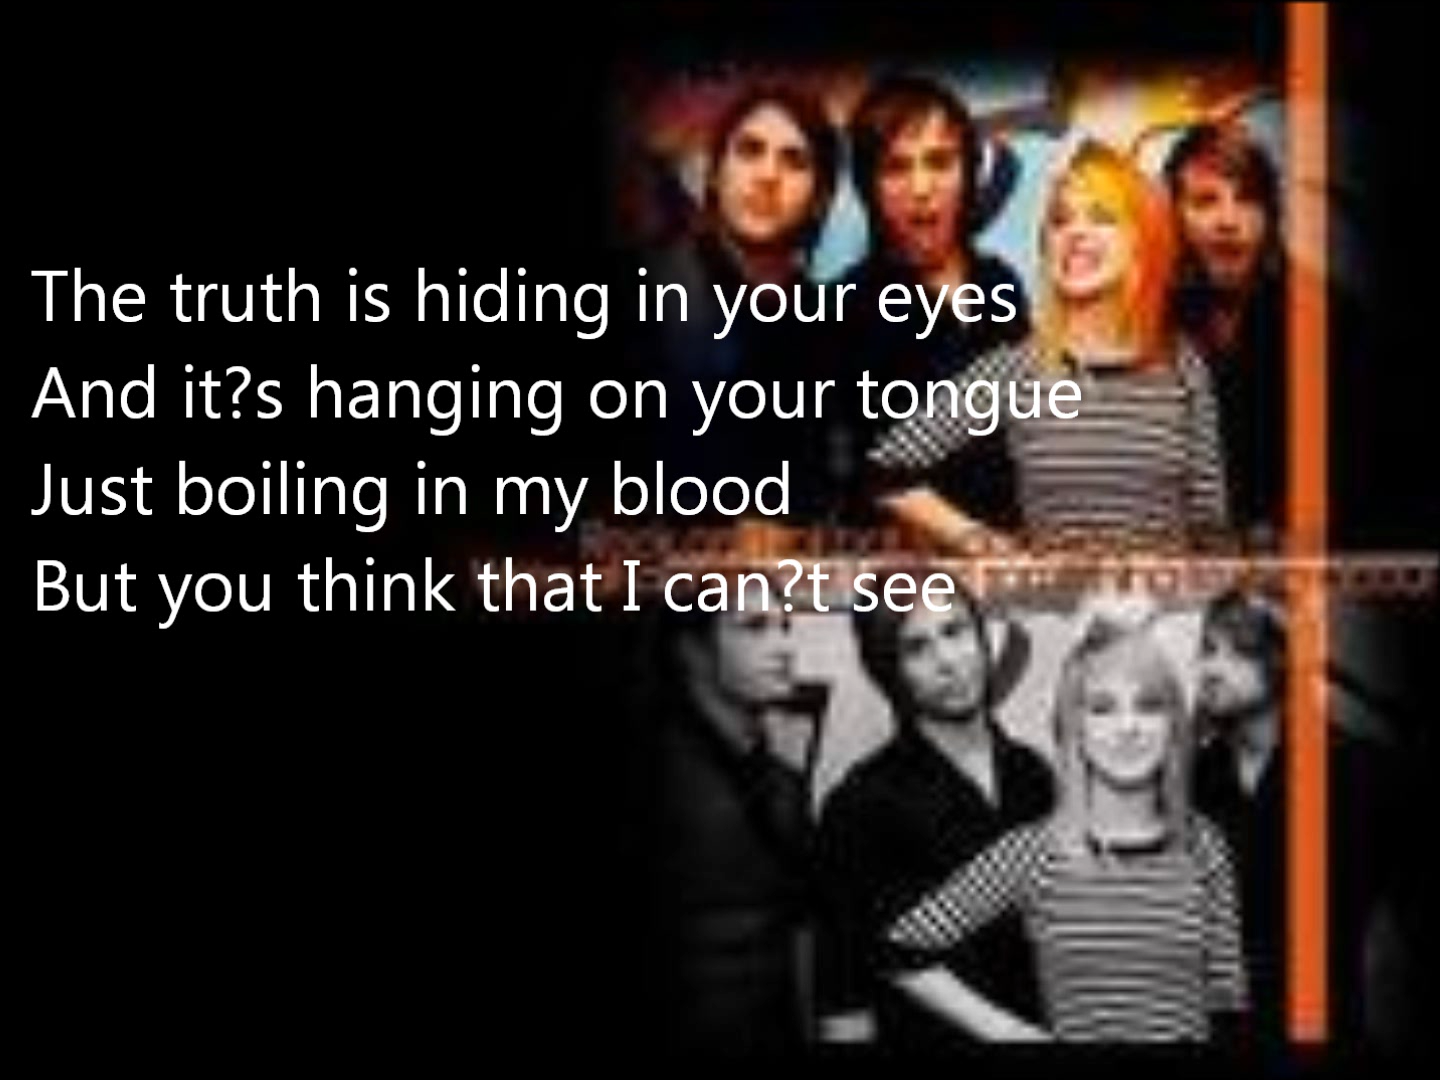 The truth is hiding in your eyes
And it?s hanging on your tongue
Just boiling in my blood
But you think that I can?t see